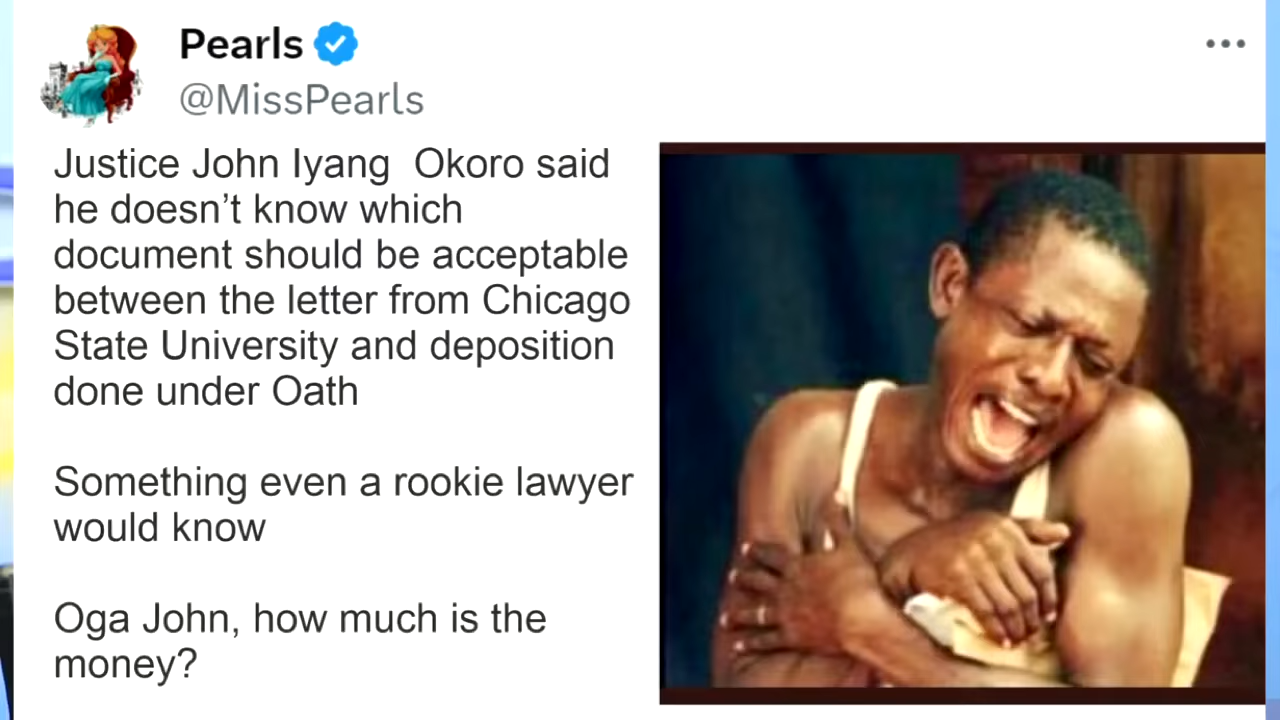 Pearls
@MissPearls
Justice John Iyang  Okoro said
he doesn’t know which
document should be acceptable
between the letter from Chicago
State University and deposition
done under Oath
Something even a rookie lawyer
would know
Oga John, how much is the
money?